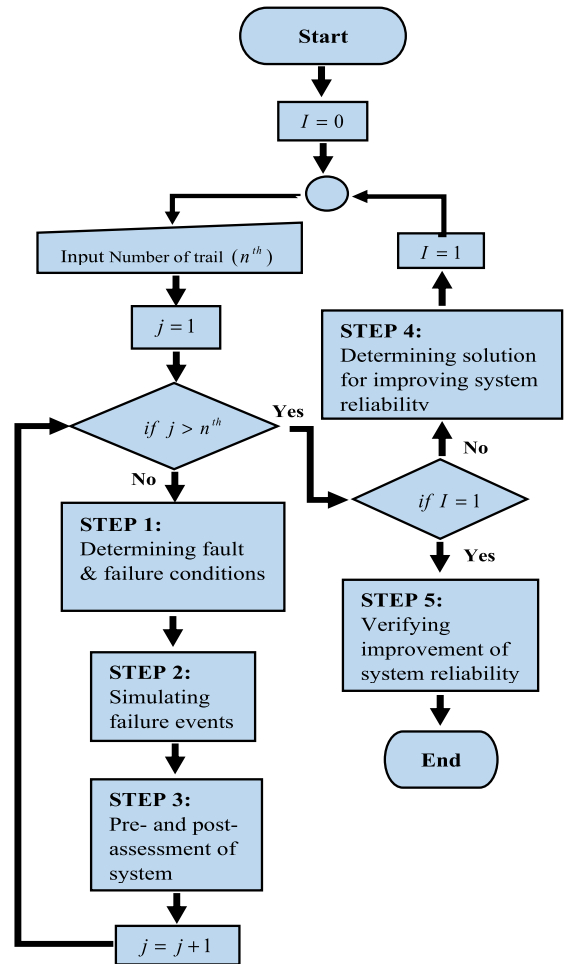 Start
I = 0
Input Number of trail (n^th)
I = 1
j = 1
STEP 4:
Determining solution
for improving system
reliability
if j > n^th
Yes
No
No
if I = 1
STEP 1:
Determining fault
& failure conditions
Yes
STEP 5:
Verifying
improvement of
system reliability
STEP 2:
Simulating
failure events
End
STEP 3:
Pre- and post-
assessment of
system
j = j + 1